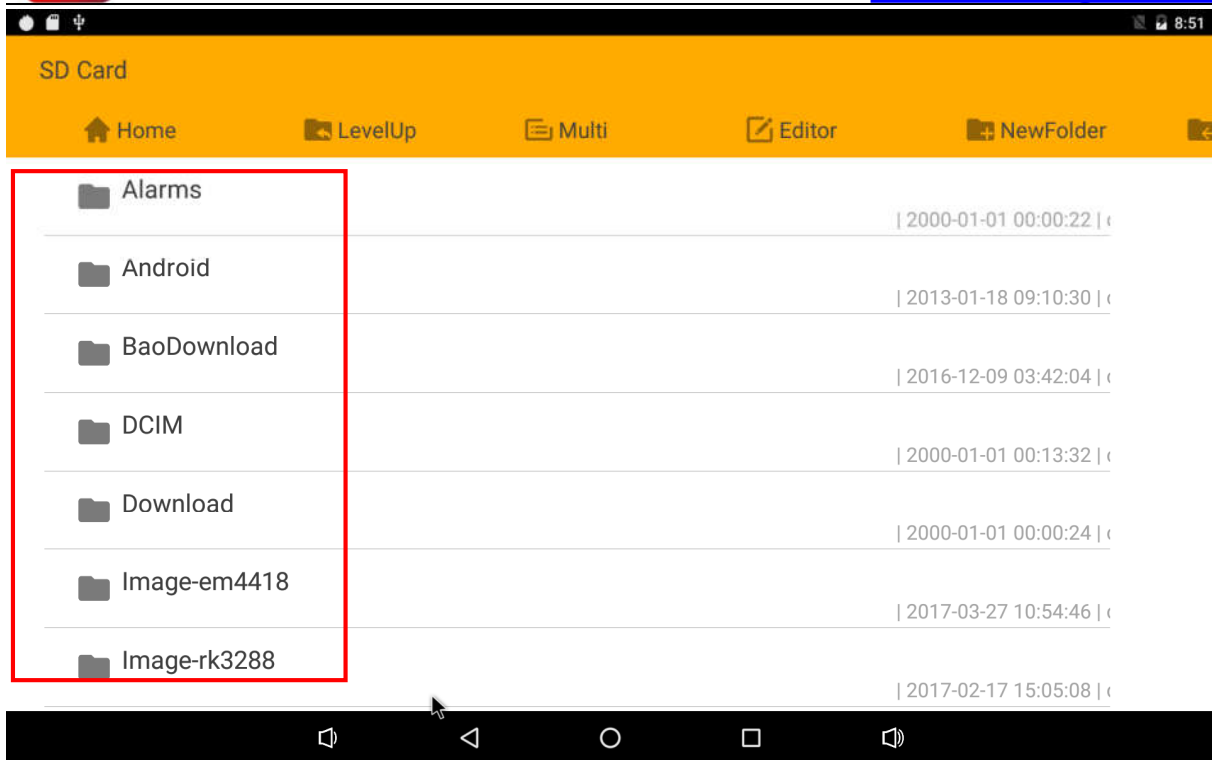 8:51
SD Card
Home LevelUp Multi Editor NewFolder
Alarms
| 2000-01-01 00:00:22 |
Android
| 2013-01-18 09:10:30 |
BaoDownload
| 2016-12-09 03:42:04 |
DCIM
| 2000-01-01 00:13:32 |
Download
| 2000-01-01 00:00:24 |
Image-em4418
| 2017-03-27 10:54:46 |
Image-rk3288
| 2017-02-17 15:05:08 |